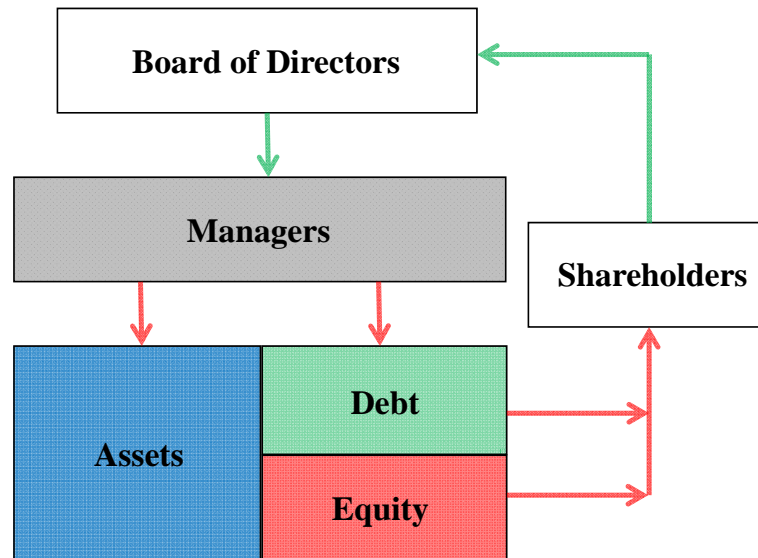 Board of Directors
Managers
Shareholders
Debt
Assets
Equity